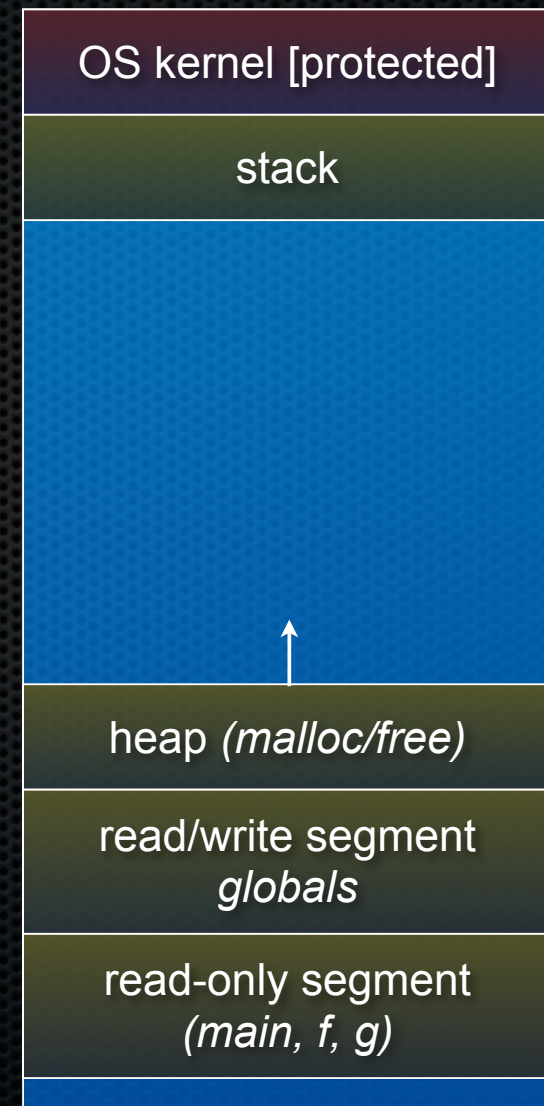 OS kernel [protected]
stack
heap (malloc/free)
read/write segment
globals
read-only segment
(main, f, g)